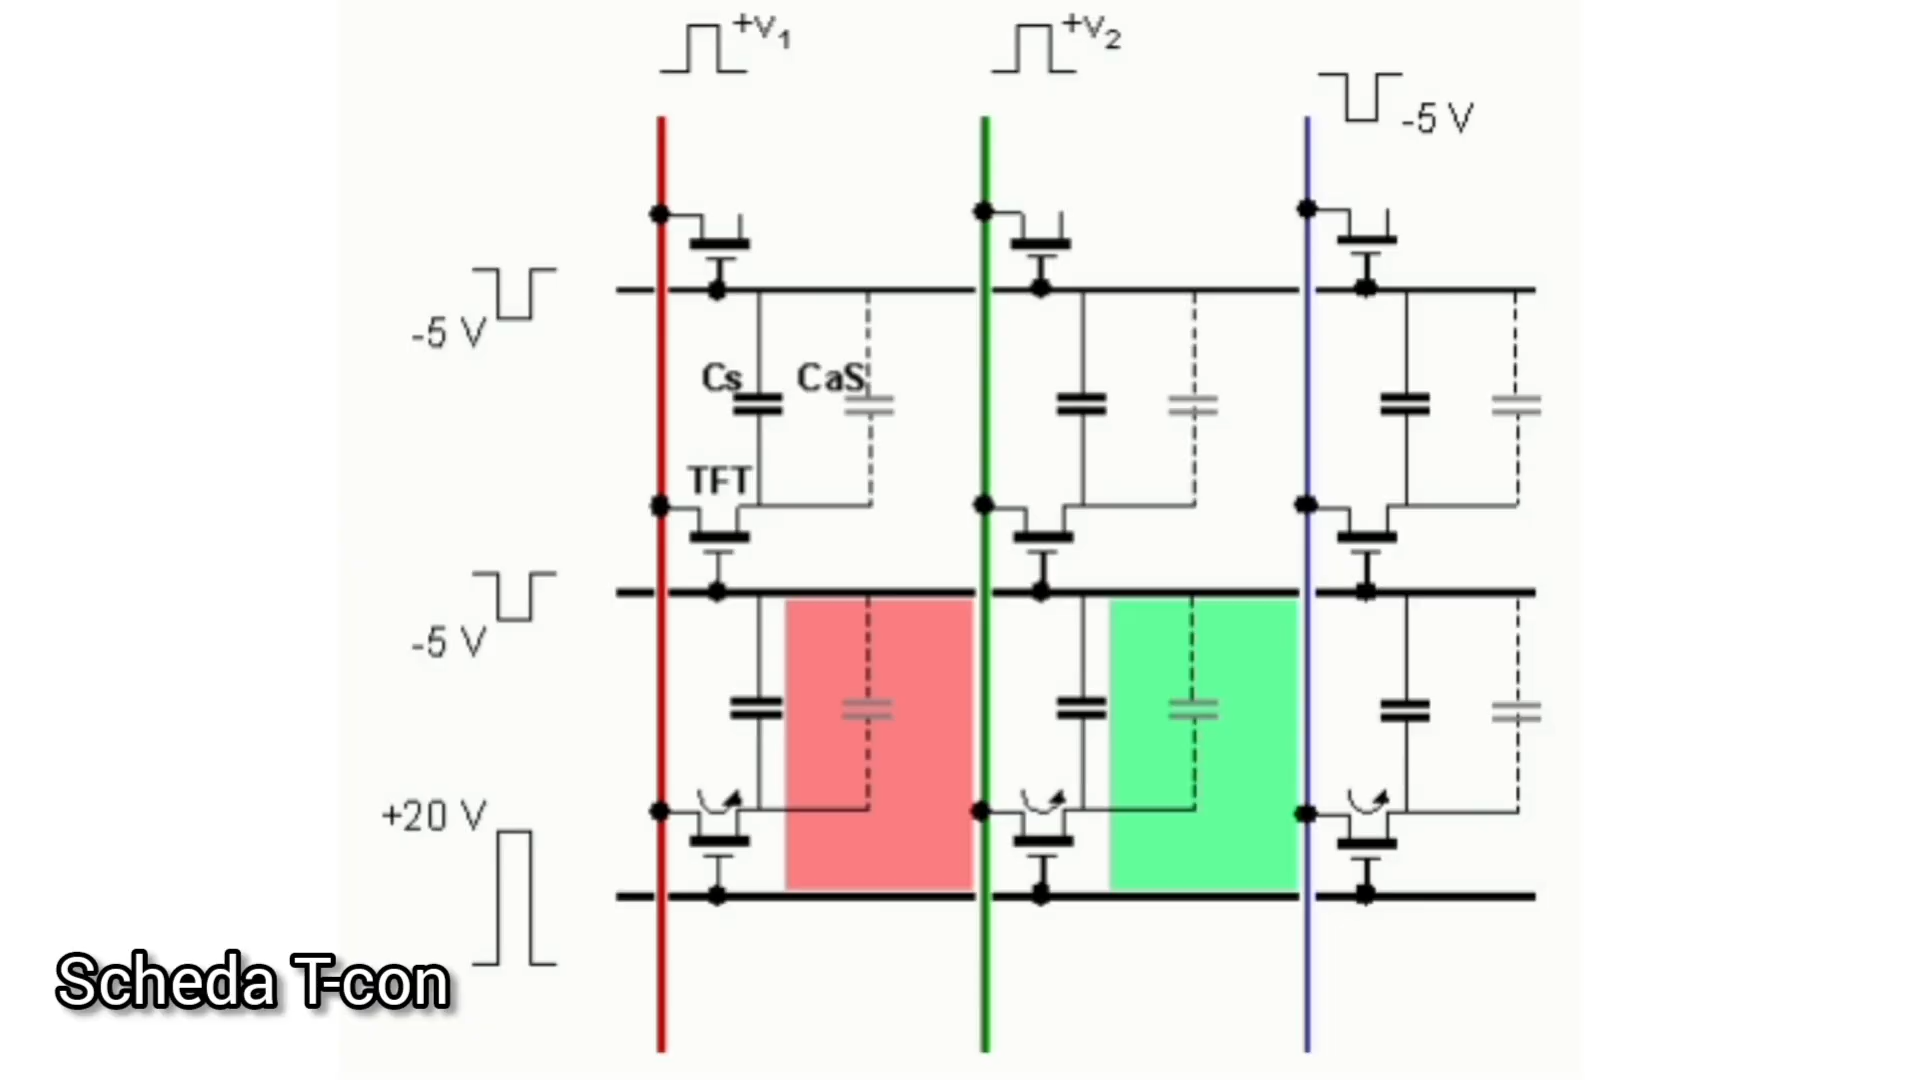 +V1
+V2
-5 V
-5 V
Cs
CaS
TFT
-5 V
+20 V
Scheda T-con